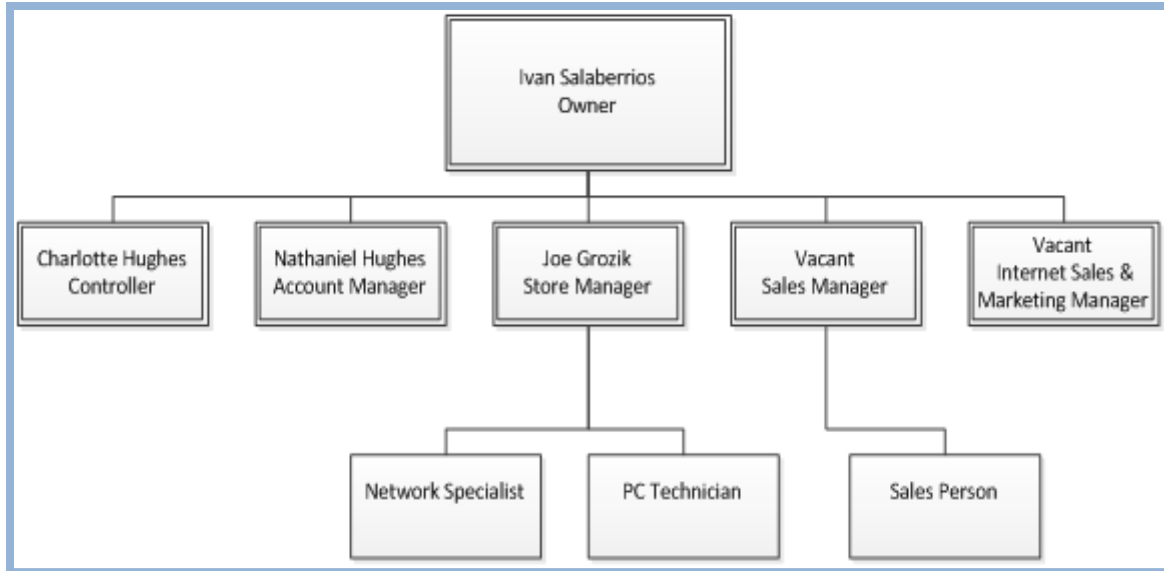 Ivan Salaberrios
Owner
Charlotte Hughes
Controller
Nathaniel Hughes
Account Manager
Joe Grozik
Store Manager
Vacant
Sales Manager
Vacant
Internet Sales &
Marketing Manager
Network Specialist
PC Technician
Sales Person